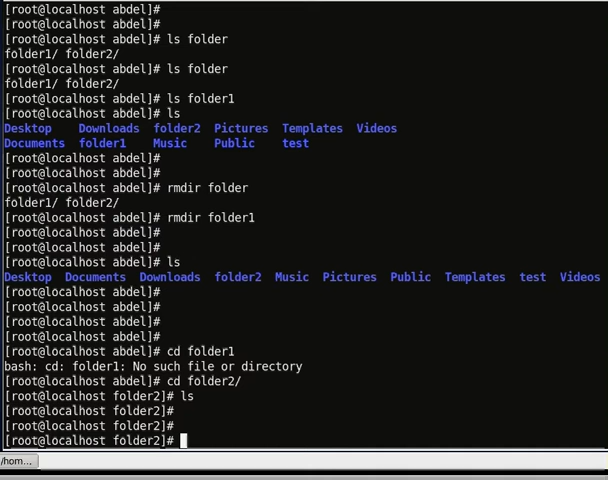 [root@localhost abdel]#
[root@localhost abdel]#
[root@localhost abdel]# ls folder
folder1/ folder2/
[root@localhost abdel]# ls folder
folder1/ folder2/
[root@localhost abdel]# ls folder1
[root@localhost abdel]# ls
Desktop Downloads folder2 Pictures Templates Videos
Documents folder1 Music Public test
[root@localhost abdel]#
[root@localhost abdel]#
[root@localhost abdel]# rmdir folder
folder1/ folder2/
[root@localhost abdel]# rmdir folder1
[root@localhost abdel]#
[root@localhost abdel]#
[root@localhost abdel]# ls
Desktop Documents Downloads folder2 Music Pictures Public Templates test Videos
[root@localhost abdel]#
[root@localhost abdel]#
[root@localhost abdel]#
[root@localhost abdel]#
[root@localhost abdel]# cd folder1
bash: cd: folder1: No such file or directory
[root@localhost abdel]# cd folder2/
[root@localhost folder2]# ls
[root@localhost folder2]#
[root@localhost folder2]#
[root@localhost folder2]#
/hom...